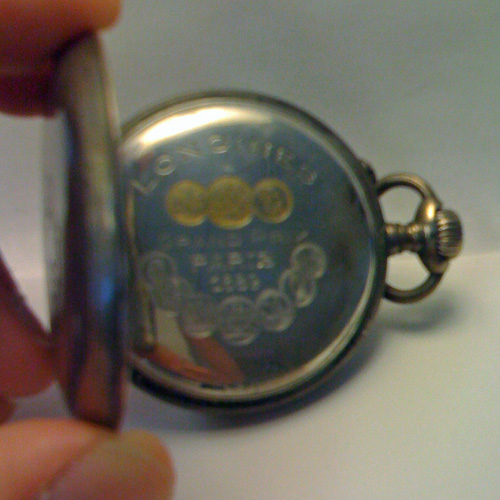 LONGINES
GRAND PRIX
PARIS
1889